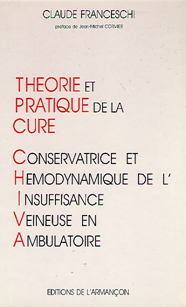 CLAUDE FRANCESCHI
préface de Jean-Michel CORMIER
THEORIE ET
PRATIQUE DE LA
CURE
CONSERVATRICE ET
HEMODYNAMIQUE DE L'
INSUFFISANCE
VEINEUSE EN
AMBULATOIRE
EDITIONS DE L'ARMANÇON